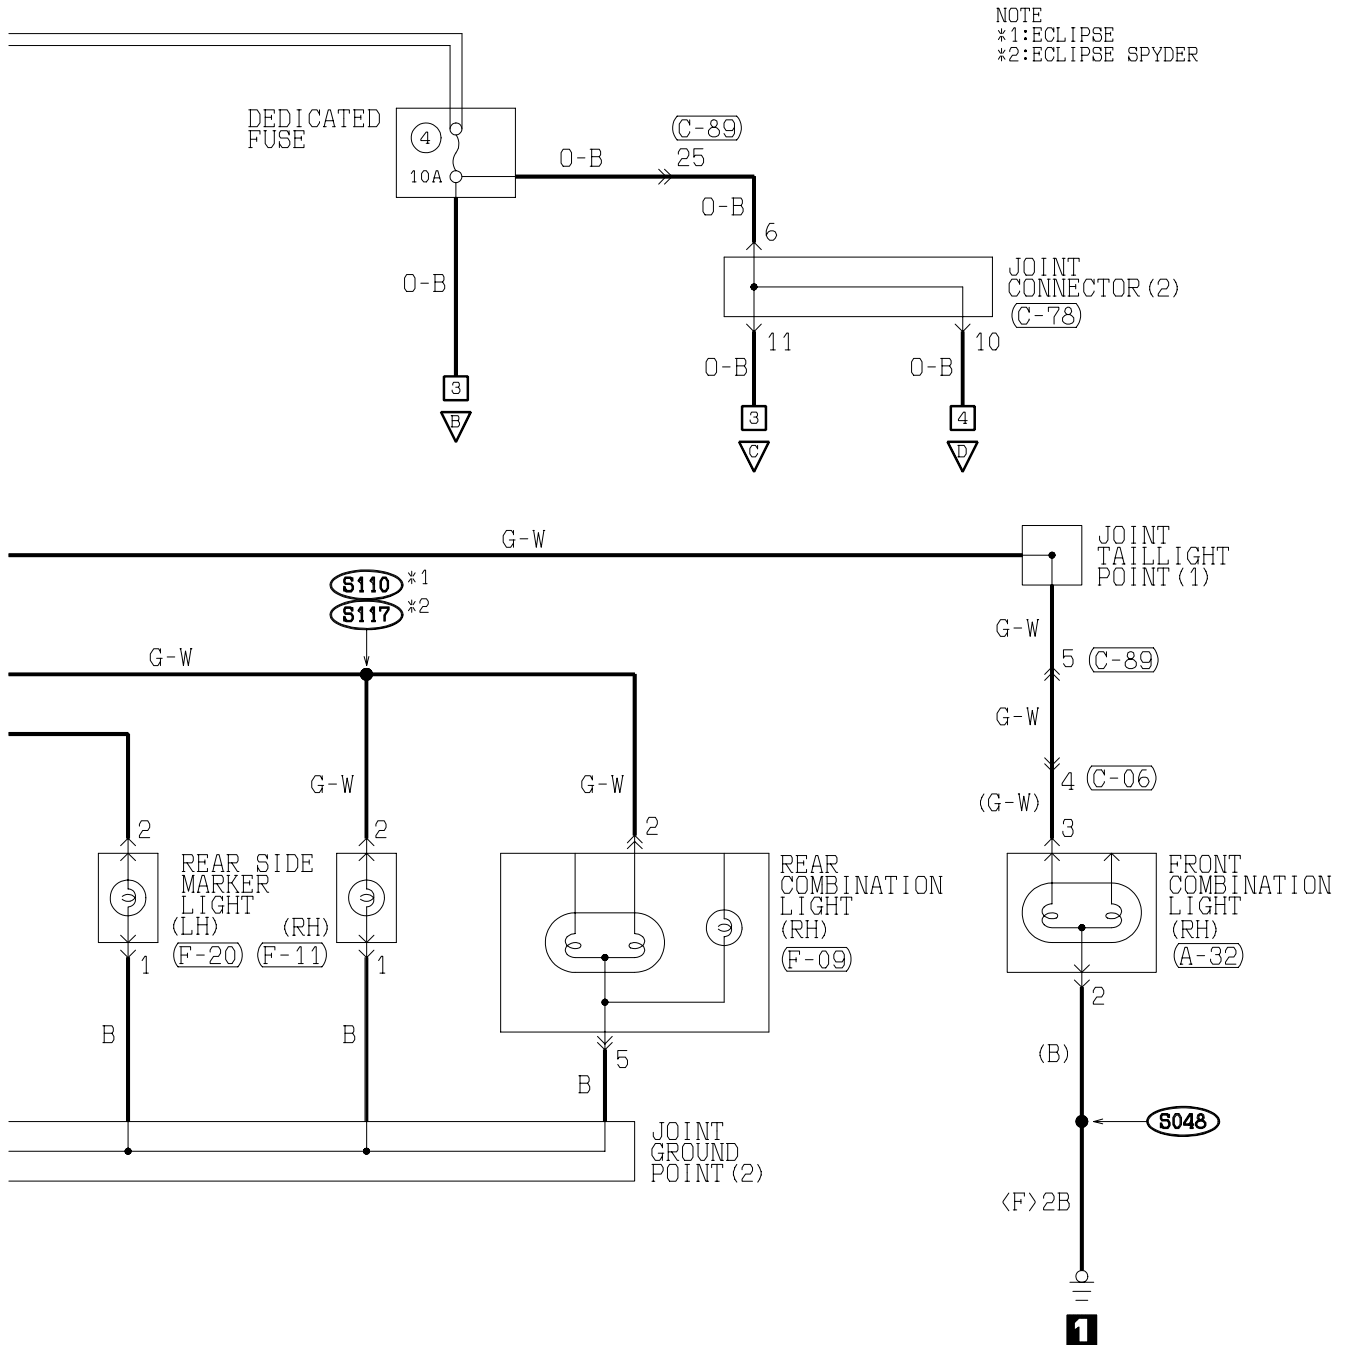 NOTE
*1:ECLIPSE
*2:ECLIPSE SPYDER
DEDICATED
FUSE
4
10A
O-B
C-89
25
O-B
6
O-B
JOINT
CONNECTOR(2)
C-78
11
10
O-B
O-B
3
B
3
C
4
D
G-W
JOINT
TAILLIGHT
POINT(1)
S110 *1
S117 *2
G-W
G-W
5 C-89
G-W
4 C-06
(G-W)
3
G-W
G-W
2
2
2
REAR SIDE
MARKER
LIGHT
(LH) (RH)
F-20 F-11
REAR
COMBINATION
LIGHT
(RH)
F-09
FRONT
COMBINATION
LIGHT
(RH)
A-32
1
1
2
B
B
5
B
(B)
S048
JOINT
GROUND
POINT(2)
<F>2B
1